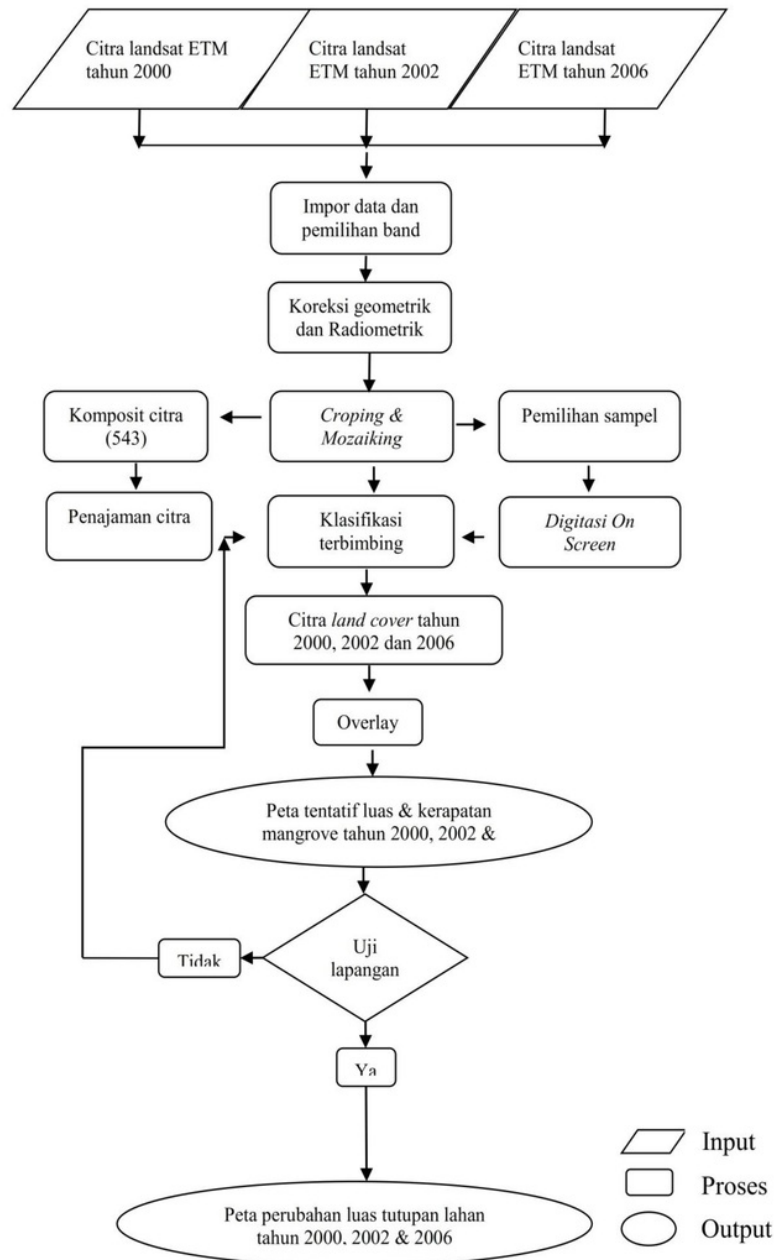 Citra landsat ETM
tahun 2000
Citra landsat
ETM tahun 2002
Citra landsat
ETM tahun 2006
Impor data dan
pemilihan band
Koreksi geometrik
dan Radiometrik
Komposit citra
(543)
Croping &
Mozaiking
Pemilihan sampel
Penajaman citra
Klasifikasi
terbimbing
Digitasi On
Screen
Citra land cover tahun
2000, 2002 dan 2006
Overlay
Peta tentatif luas & kerapatan
mangrove tahun 2000, 2002 &
Uji
lapangan
Tidak
Ya
Peta perubahan luas tutupan lahan
tahun 2000, 2002 & 2006
Input
Proses
Output